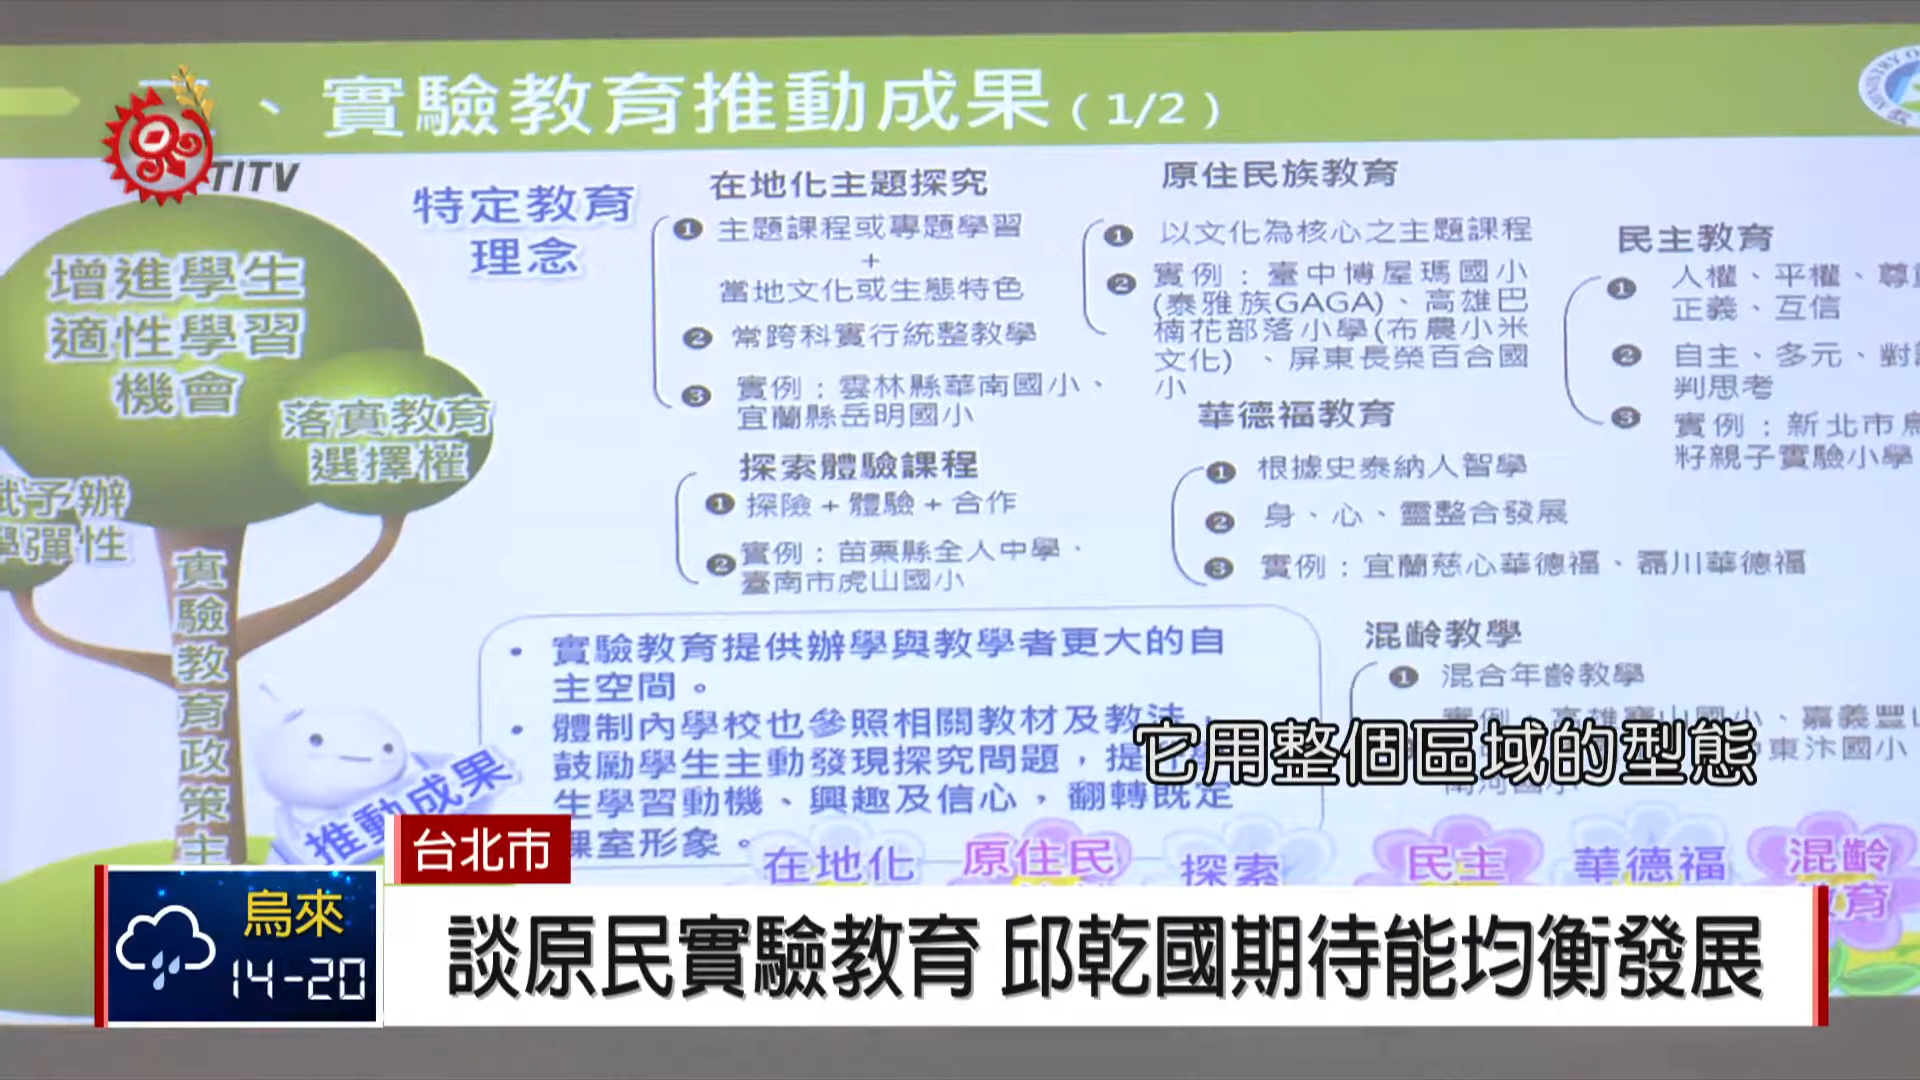 、實驗教育推動成果（1/2）
TITV
特定教育
理念
增進學生
適性學習
機會
落實教育
選擇權
賦予辦
學彈性
實驗教育政策主
推動成果
在地化主題探究
❶ 主題課程或專題學習
+
當地文化或生態特色
❷ 常跨科實行統整教學
❸ 實例：雲林縣華南國小、
宜蘭縣岳明國小
探索體驗課程
❶ 探險+體驗+合作
❷ 實例：苗栗縣全人中學、
臺南市虎山國小
原住民族教育
❶ 以文化為核心之主題課程
❷ 實例：臺中博屋瑪國小
(泰雅族GAGA)、高雄巴
楠花部落小學(布農小米
文化)、屏東長榮百合國
小
華德福教育
❶ 根據史泰納人智學
❷ 身、心、靈整合發展
❸ 實例：宜蘭慈心華德福、磊川華德福
民主教育
❶ 人權、平權、尊
正義、互信
❷ 自主、多元、對
判思考
❸ 實例：新北市
籽親子實驗小學
混齡教學
❶ 混合年齡教學
實例：高雄寶山國小、嘉義豐
東汴國小
• 實驗教育提供辦學與教學者更大的自
主空間。
• 體制內學校也參照相關教材及教法，
鼓勵學生主動發現探究問題，提
生學習動機、興趣及信心，翻轉既定
課室形象。
在地化
原住民
探索
民主
華德福
混齡
育
它用整個區域的型態
台北市
烏來
14-20
談原民實驗教育 邱乾國期待能均衡發展